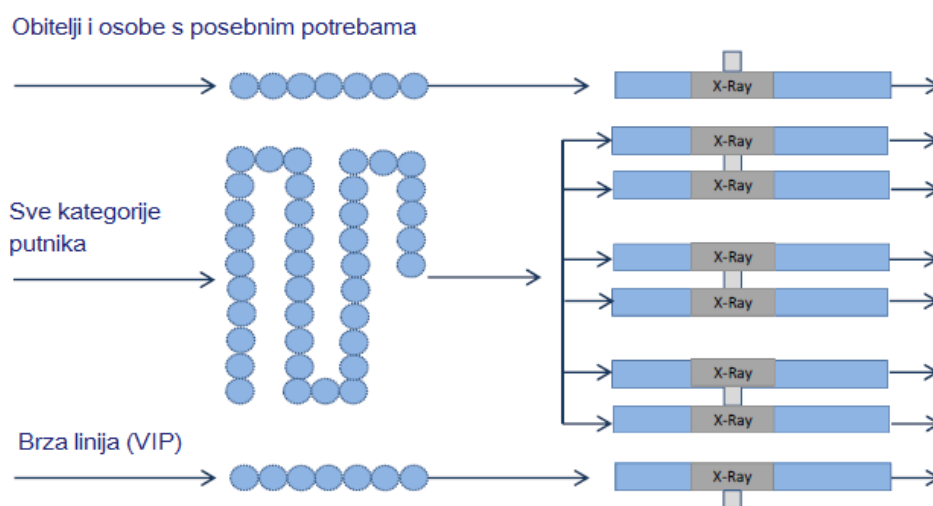 Obitelji i osobe s posebnim potrebama
X-Ray
X-Ray
X-Ray
Sve kategorije
putnika
X-Ray
X-Ray
X-Ray
X-Ray
Brza linija (VIP)
X-Ray